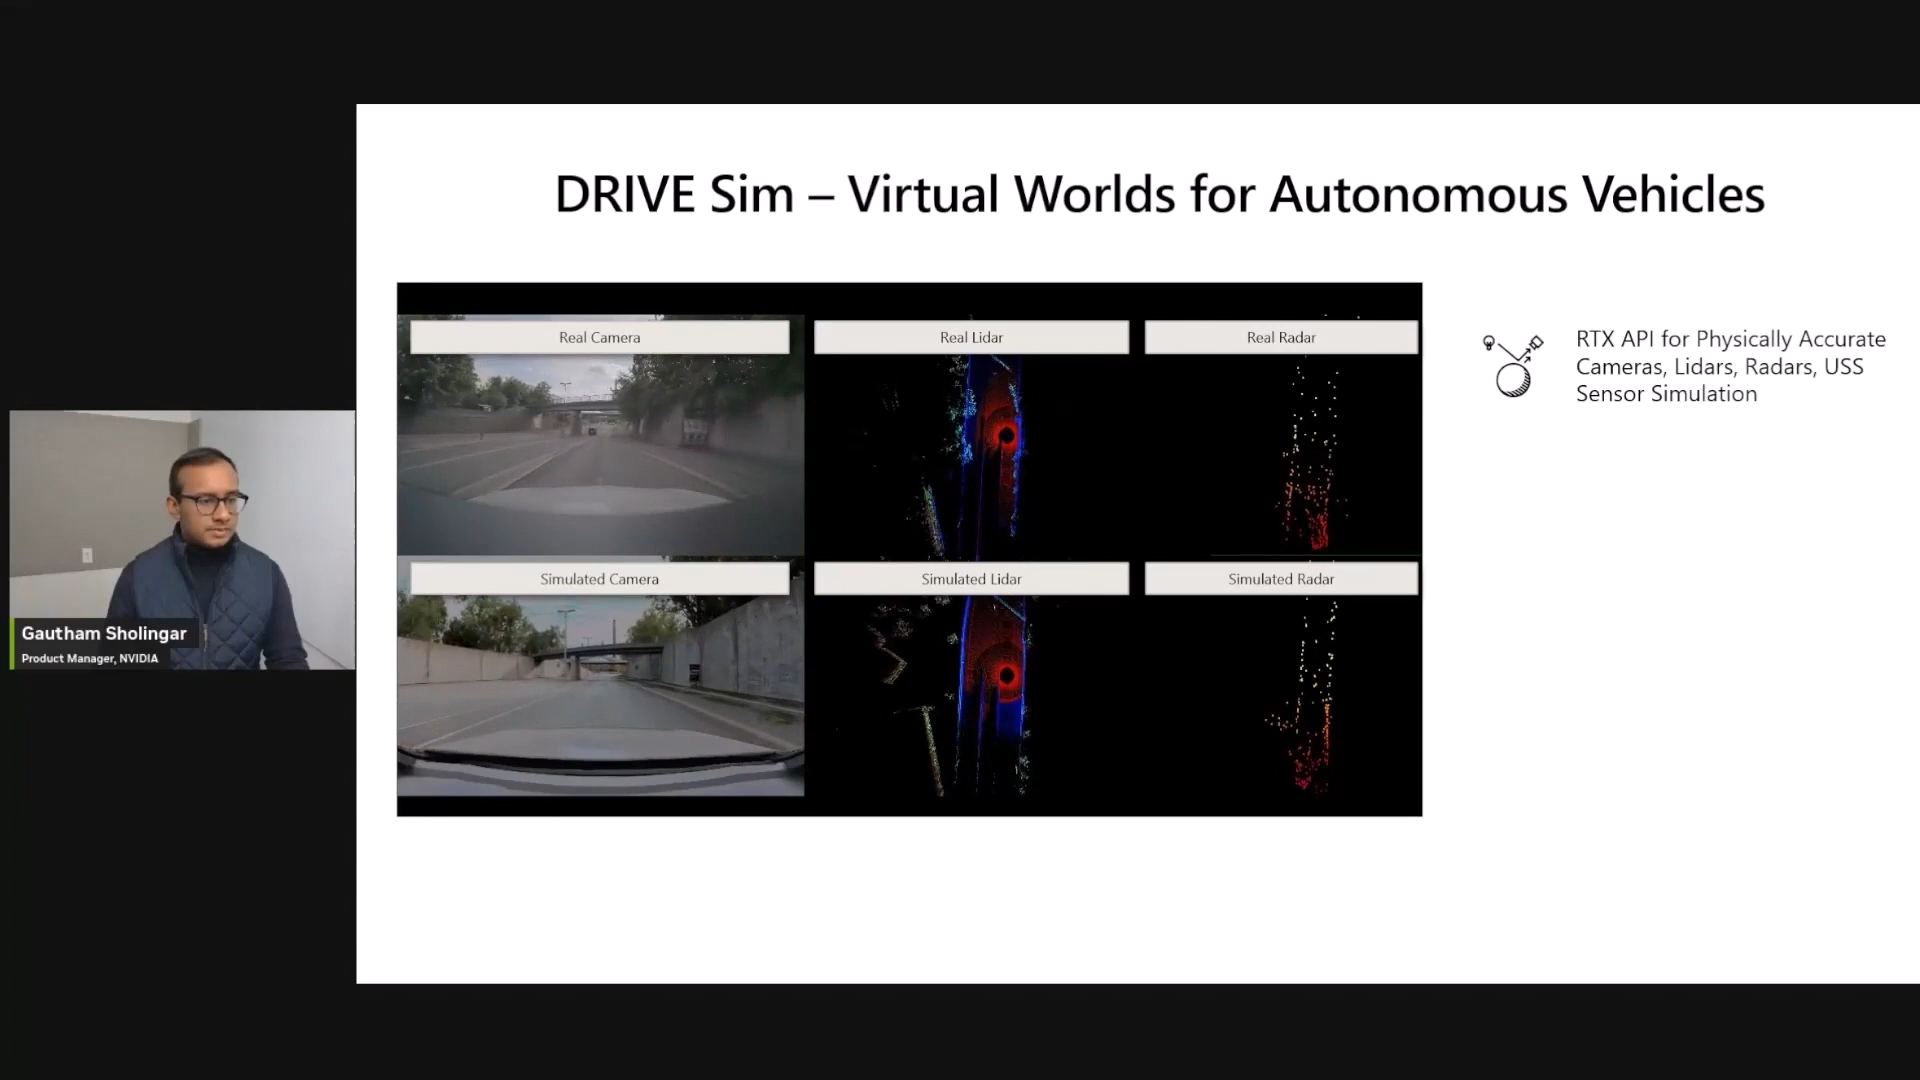 DRIVE Sim – Virtual Worlds for Autonomous Vehicles
Real Camera
Real Lidar
Real Radar
Simulated Camera
Simulated Lidar
Simulated Radar
RTX API for Physically Accurate
Cameras, Lidars, Radars, USS
Sensor Simulation
Gautham Sholingar
Product Manager, NVIDIA